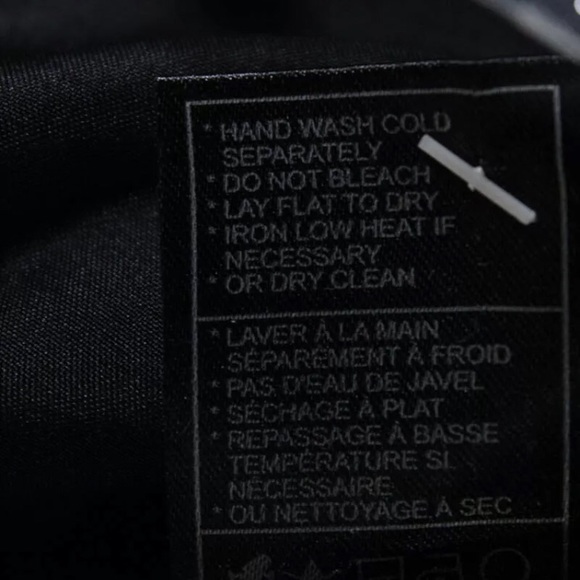 * HAND WASH COLD
SEPARATELY
* DO NOT BLEACH
* LAY FLAT TO DRY
* IRON LOW HEAT IF
NECESSARY
* OR DRY CLEAN
* LAVER À LA MAIN
SÉPARÉMENT À FROID
* PAS D'EAU DE JAVEL
* SÉCHAGE À PLAT
* REPASSAGE À BASSE
TEMPÉRATURE SI
NÉCESSAIRE
* OU NETTOYAGE À SEC